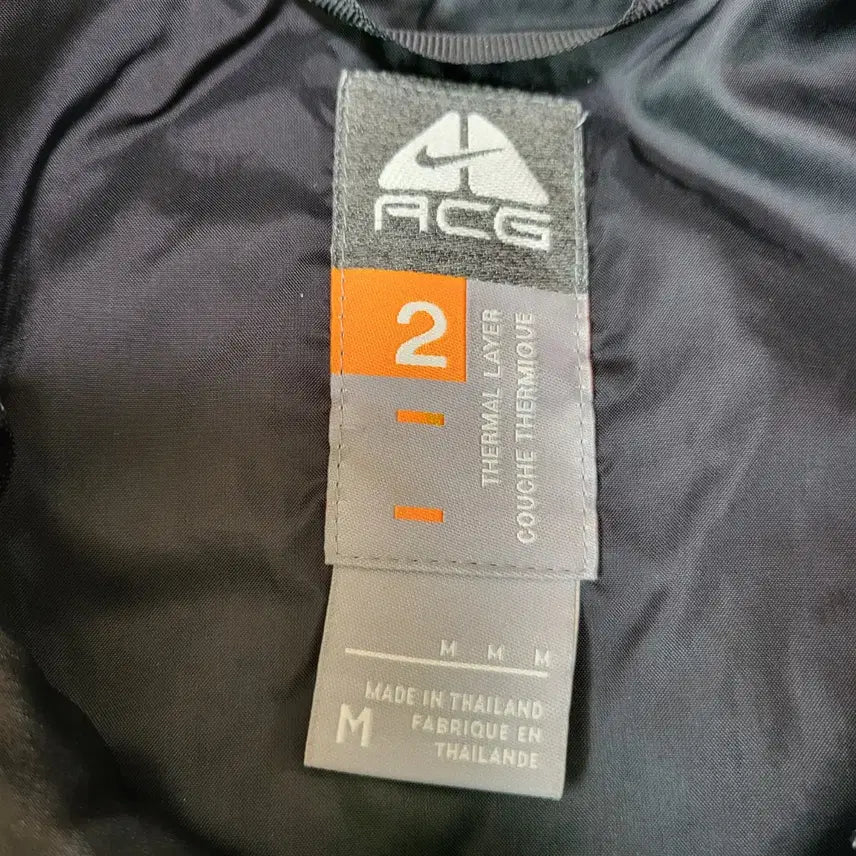 ACG
2
THERMAL LAYER
COUCHE THERMIQUE
M M M
M
MADE IN THAILAND
FABRIQUE EN
THAILANDE